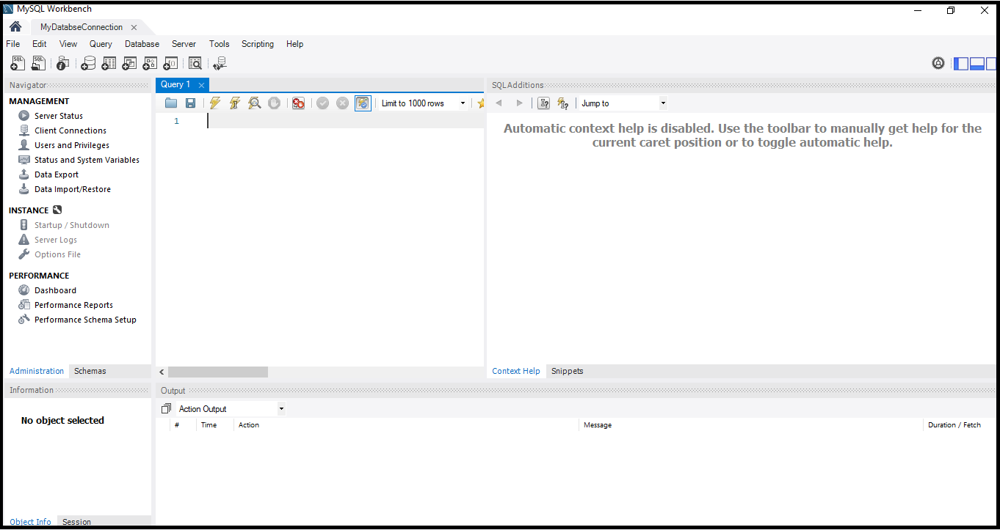 MySQL Workbench
MyDatabseConnection
File Edit View Query Database Server Tools Scripting Help
Navigator
MANAGEMENT
Server Status
Client Connections
Users and Privileges
Status and System Variables
Data Export
Data Import/Restore
INSTANCE
Startup / Shutdown
Server Logs
Options File
PERFORMANCE
Dashboard
Performance Reports
Performance Schema Setup
Administration Schemas
Query 1
Limit to 1000 rows
1
SQLAdditions
Jump to
Automatic context help is disabled. Use the toolbar to manually get help for the
current caret position or to toggle automatic help.
Context Help Snippets
Information
No object selected
Object Info Session
Output
Action Output
# Time Action Message Duration / Fetch